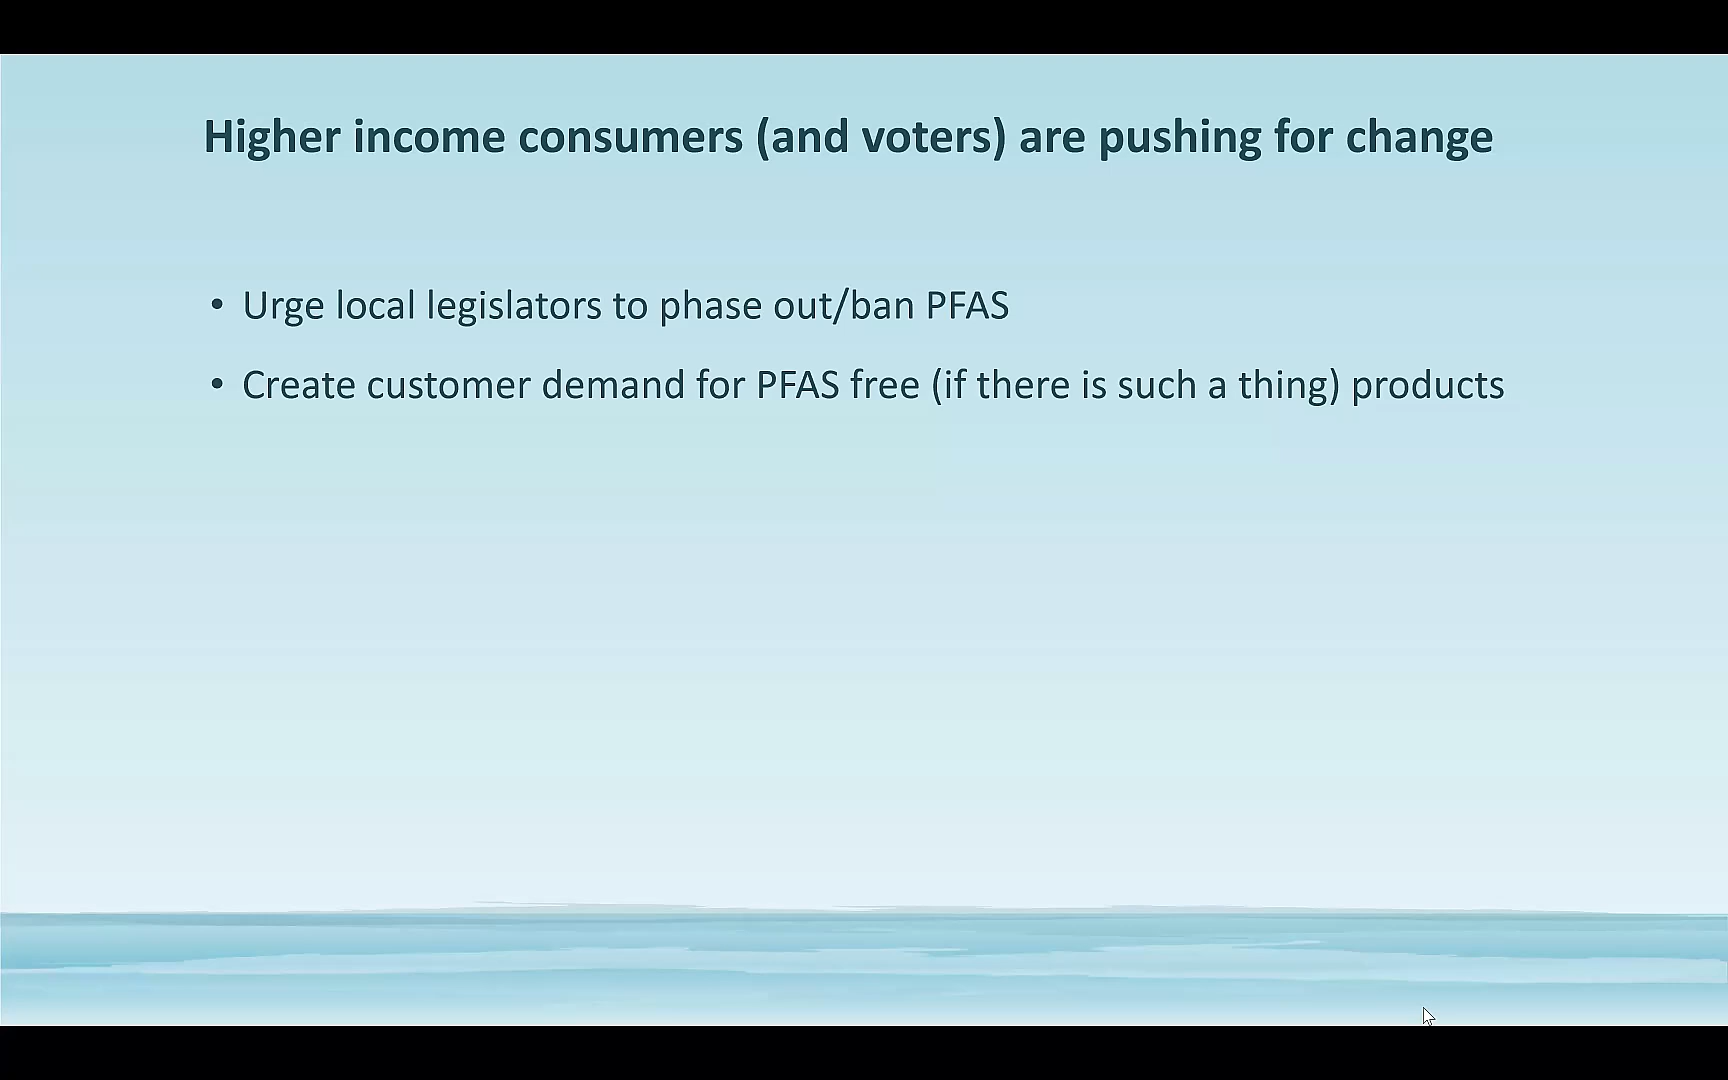 Higher income consumers (and voters) are pushing for change
• Urge local legislators to phase out/ban PFAS
• Create customer demand for PFAS free (if there is such a thing) products